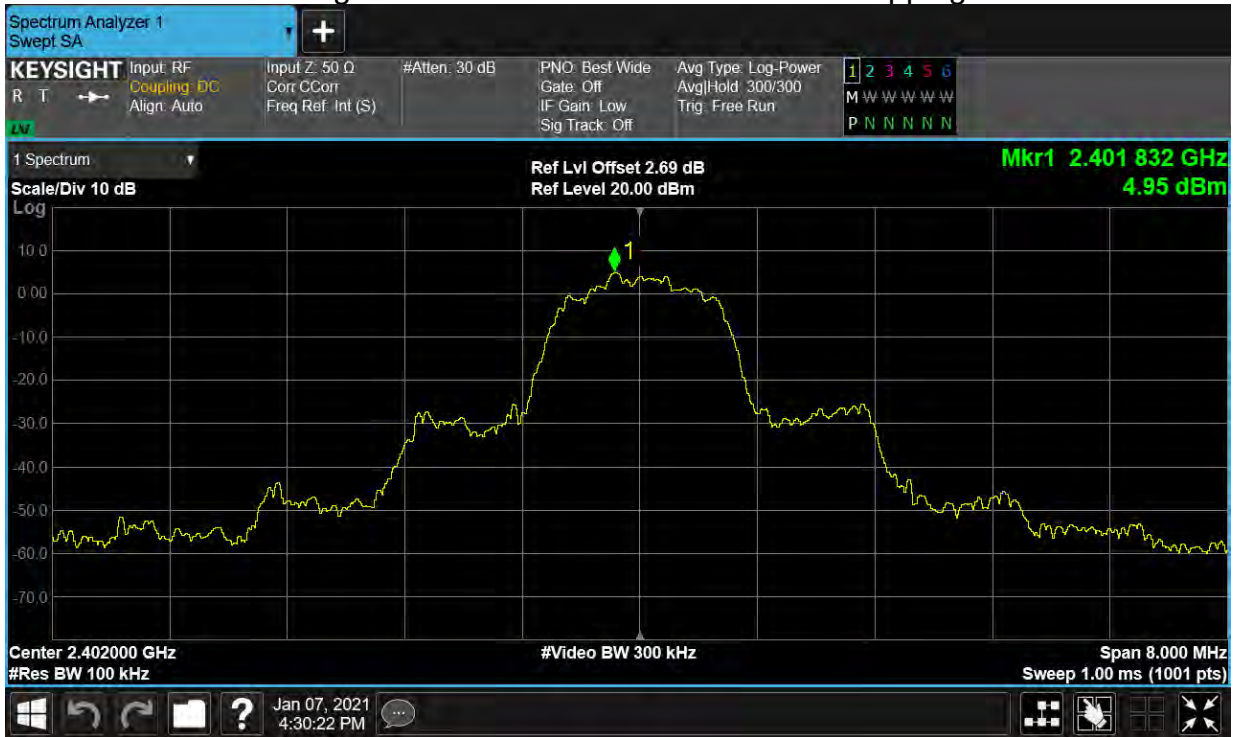 Spectrum Analyzer 1
Swept SA
+
KEYSIGHT Input: RF Input Z: 50 Ω #Atten: 30 dB PNO: Best Wide Avg Type: Log-Power 1 2 3 4 5 6
R T Coupling: DC Corr CCorr Gate: Off Avg|Hold: 300/300 M W W W W W W
Align: Auto Freq Ref: Int (S) IF Gain: Low Trig: Free Run
Sig Track: Off P N N N N N N
1 Spectrum
Ref Lvl Offset 2.69 dB Mkr1 2.401 832 GHz
Scale/Div 10 dB Ref Level 20.00 dBm 4.95 dBm
Log
10.0
1
0.00
-10.0
-20.0
-30.0
-40.0
-50.0
-60.0
-70.0
Center 2.402000 GHz #Video BW 300 kHz Span 8.000 MHz
#Res BW 100 kHz Sweep 1.00 ms (1001 pts)
? Jan 07, 2021
4:30:22 PM